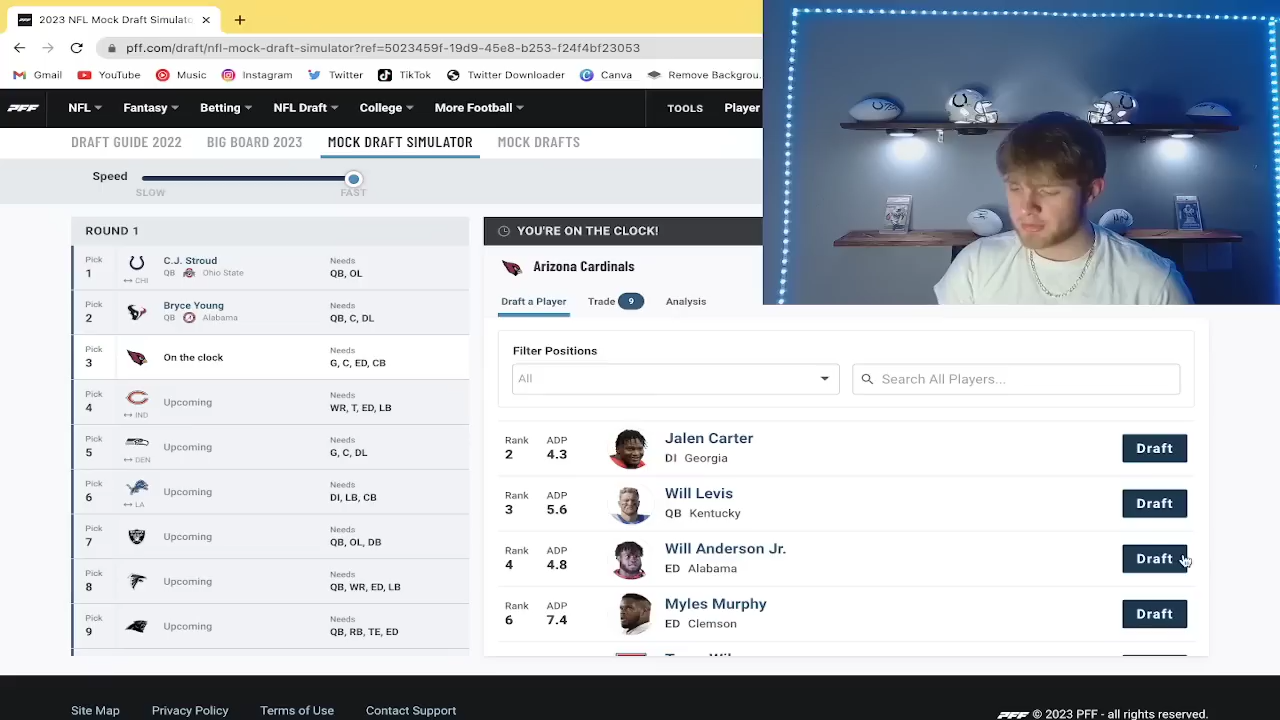 2023 NFL Mock Draft Simulato
pff.com/draft/nfl-mock-draft-simulator?ref=5023459f-19d9-45e8-b253-f24f4bf23053
Gmail YouTube Music Instagram Twitter TikTok Twitter Downloader Canva Remove Backgrou...
PFF NFL Fantasy Betting NFL Draft College More Football TOOLS Player
DRAFT GUIDE 2022 BIG BOARD 2023 MOCK DRAFT SIMULATOR MOCK DRAFTS
Speed
SLOW FAST
ROUND 1
Pick
1
C.J. Stroud
QB Ohio State
CHI
Needs
QB, OL
Pick
2
Bryce Young
QB Alabama
Needs
QB, C, DL
Pick
3
On the clock
Needs
G, C, ED, CB
Pick
4
Upcoming
IND
Needs
WR, T, ED, LB
Pick
5
Upcoming
DEN
Needs
G, C, DL
Pick
6
Upcoming
LA
Needs
DI, LB, CB
Pick
7
Upcoming
Needs
QB, OL, DB
Pick
8
Upcoming
Needs
QB, WR, ED, LB
Pick
9
Upcoming
Needs
QB, RB, TE, ED
YOU'RE ON THE CLOCK!
Arizona Cardinals
Draft a Player Trade 9 Analysis
Filter Positions
All
Search All Players...
Rank
2
ADP
4.3
Jalen Carter
DI Georgia
Draft
Rank
3
ADP
5.6
Will Levis
QB Kentucky
Draft
Rank
4
ADP
4.8
Will Anderson Jr.
ED Alabama
Draft
Rank
6
ADP
7.4
Myles Murphy
ED Clemson
Draft
Site Map Privacy Policy Terms of Use Contact Support
PFF © 2023 PFF - all rights reserved.